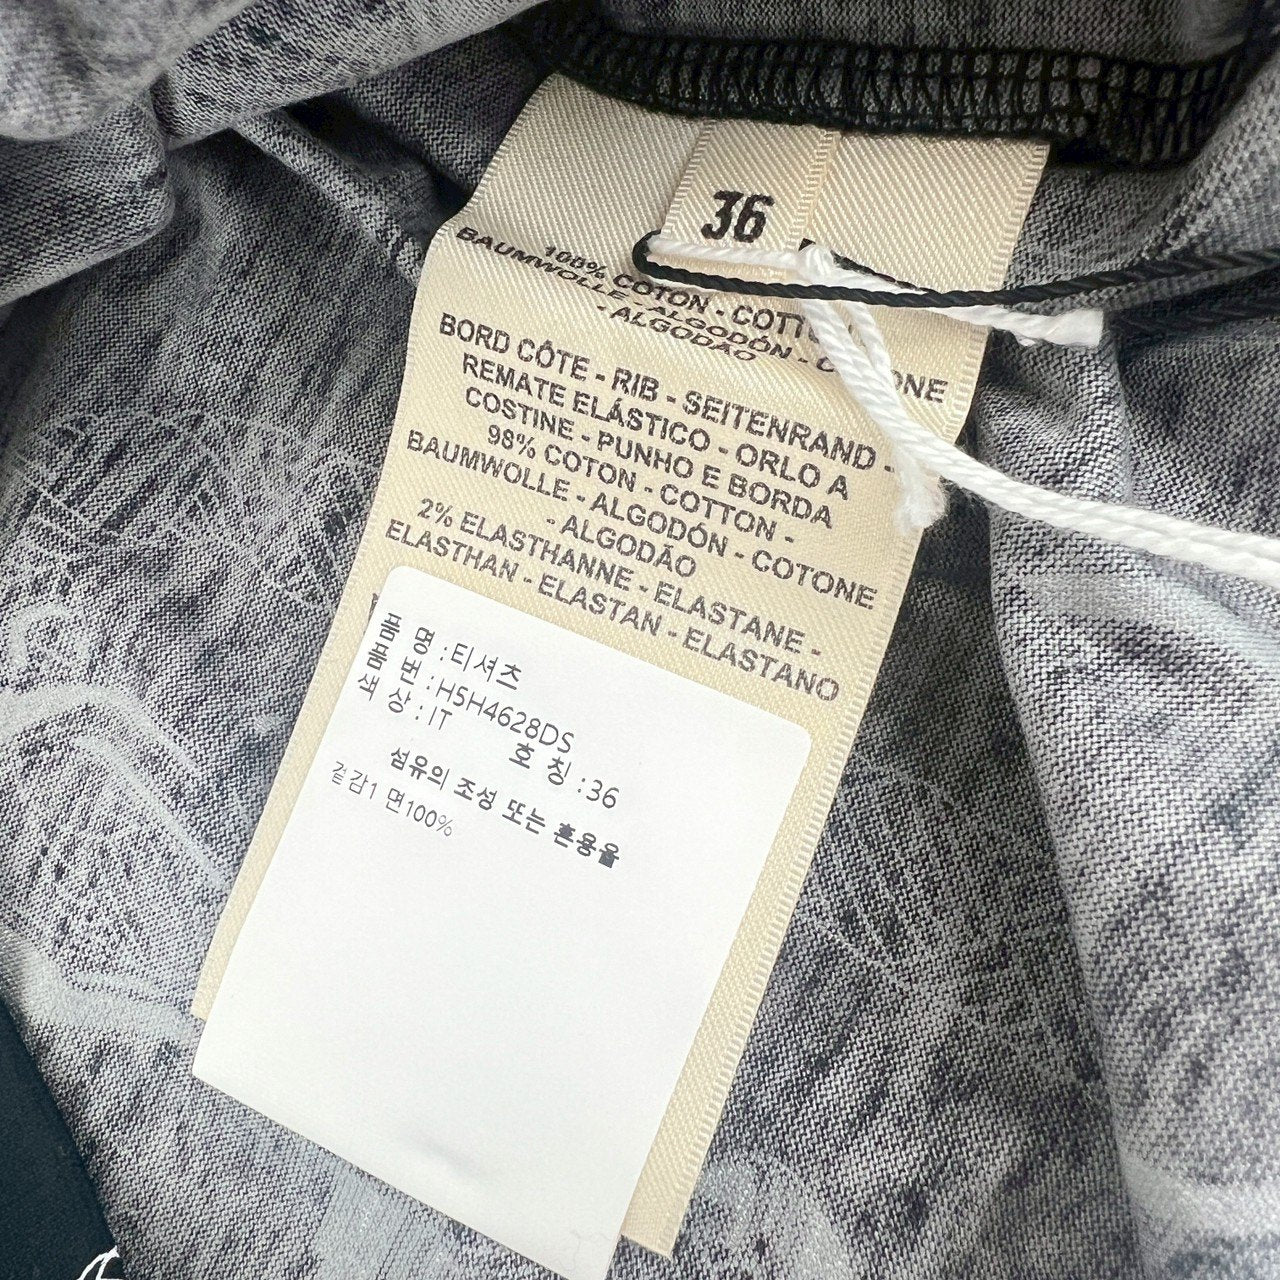 36
100% COTON - COTTO
BAUMWOLLE - ALGODÓN - C ONE
- ALGODÃO
BORD CÔTE - RIB - SEITENRAND -
REMATE ELÁSTICO - ORLO A
COSTINE - PUNHO E BORDA
98% COTON - COTTON -
BAUMWOLLE - ALGODÓN - COTONE
- ALGODÃO
2% ELASTHANNE - ELASTANE -
ELASTHAN - ELASTAN - ELASTANO
품 명 : 티셔츠
품 번 : H5H4628DS
색 상 : IT 호 칭 : 36
섬유의 조성 또는 혼용율
겉감1 면100%